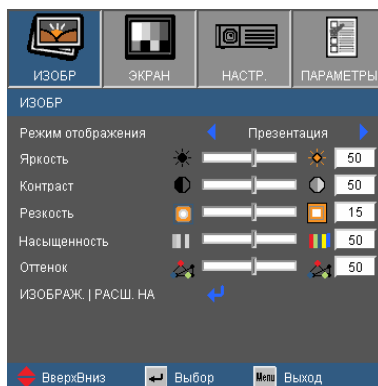 ИЗОБР ЭКРАН НАСТР. ПАРАМЕТРЫ
ИЗОБР
Режим отображения Презентация
Яркость 50
Контраст 50
Резкость 15
Насыщенность 50
Оттенок 50
ИЗОБРАЖ. | РАСШ. НА
ВверхВниз Выбор Menu Выход